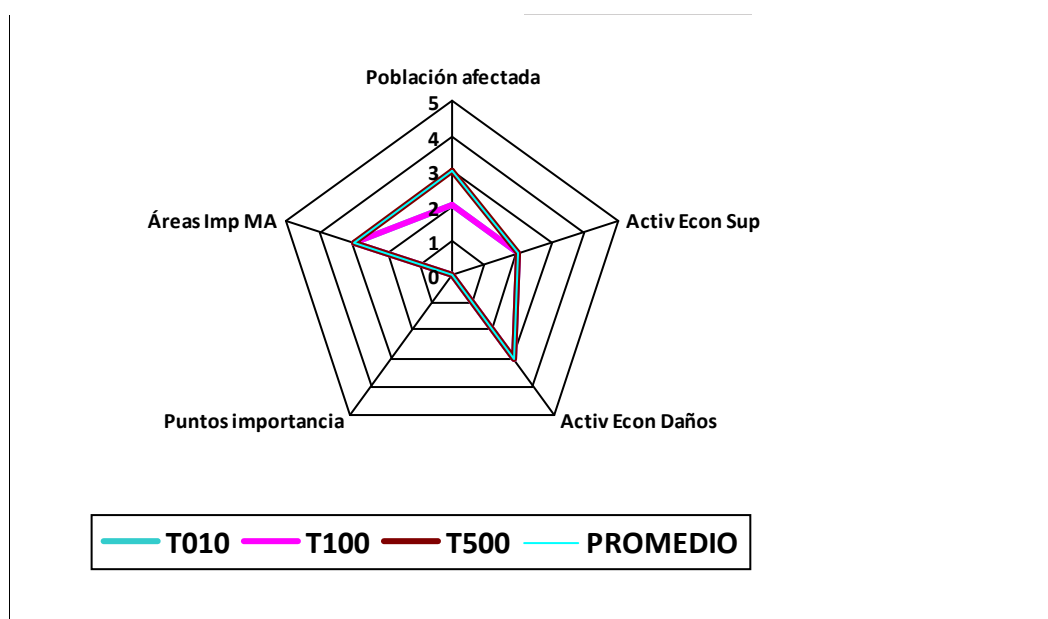 Población afectada
5
4
3
2
1
0
Áreas Imp MA
Activ Econ Sup
Puntos importancia
Activ Econ Daños
T010 T100 T500 PROMEDIO